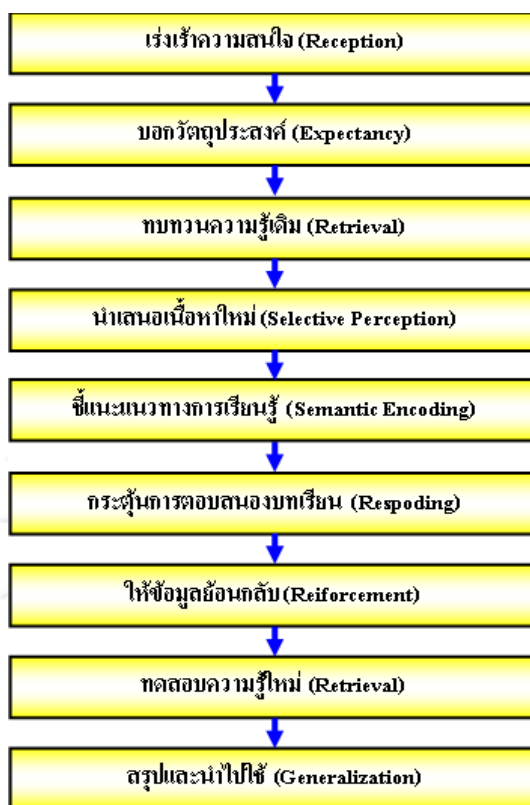 เร่งเร้าความสนใจ (Reception)
บอกวัตถุประสงค์ (Expectancy)
ทบทวนความรู้เดิม (Retrieval)
นำเสนอเนื้อหาใหม่ (Selective Perception)
ชี้แนะแนวทางการเรียนรู้ (Semantic Encoding)
กระตุ้นการตอบสนองบทเรียน (Respoding)
ให้ข้อมูลย้อนกลับ (Reiforcement)
ทดสอบความรู้ใหม่ (Retrieval)
สรุปและนำไปใช้ (Generalization)